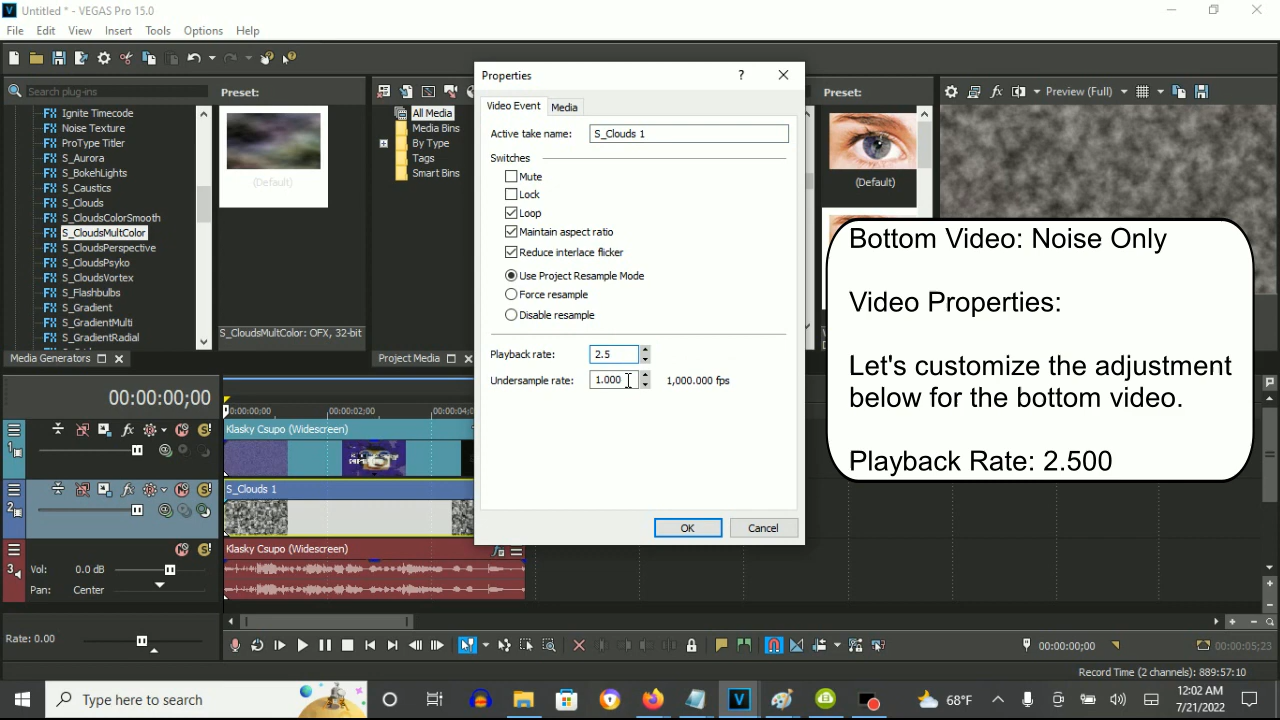 Untitled * - VEGAS Pro 15.0
File Edit View Insert Tools Options Help
Search plug-ins
Preset:
Ignite Timecode
Noise Texture
ProType Titler
S_Aurora
S_BokehLights
S_Caustics
S_Clouds
S_CloudsColorSmooth
S_CloudsMultColor
S_CloudsPerspective
S_CloudsPsyko
S_CloudsVortex
S_Flashbulbs
S_Gradient
S_GradientMulti
S_GradientRadial
(Default)
S_CloudsMultColor: OFX, 32-bit
Media Generators
All Media
Media Bins
By Type
Tags
Smart Bins
Project Media
Properties
Video Event Media
Active take name: S_Clouds 1
Switches
Mute
Lock
Loop
Maintain aspect ratio
Reduce interlace flicker
Use Project Resample Mode
Force resample
Disable resample
Playback rate: 2.5
Undersample rate: 1.000 1,000.000 fps
OK Cancel
Preset:
(Default)
Preview (Full)
Bottom Video: Noise Only
Video Properties:
Let's customize the adjustment
below for the bottom video.
Playback Rate: 2.500
00:00:00;00
0:00:00;00 00:00:02;00 00:00:04;0
1
Klasky Csupo (Widescreen)
2
S_Clouds 1
3
Klasky Csupo (Widescreen)
Vol: 0.0 dB
Pan: Center
Rate: 0.00
00:00:00;00
00:00:05;23
Record Time (2 channels): 889:57:10
Type here to search
68°F
12:02 AM
7/21/2022